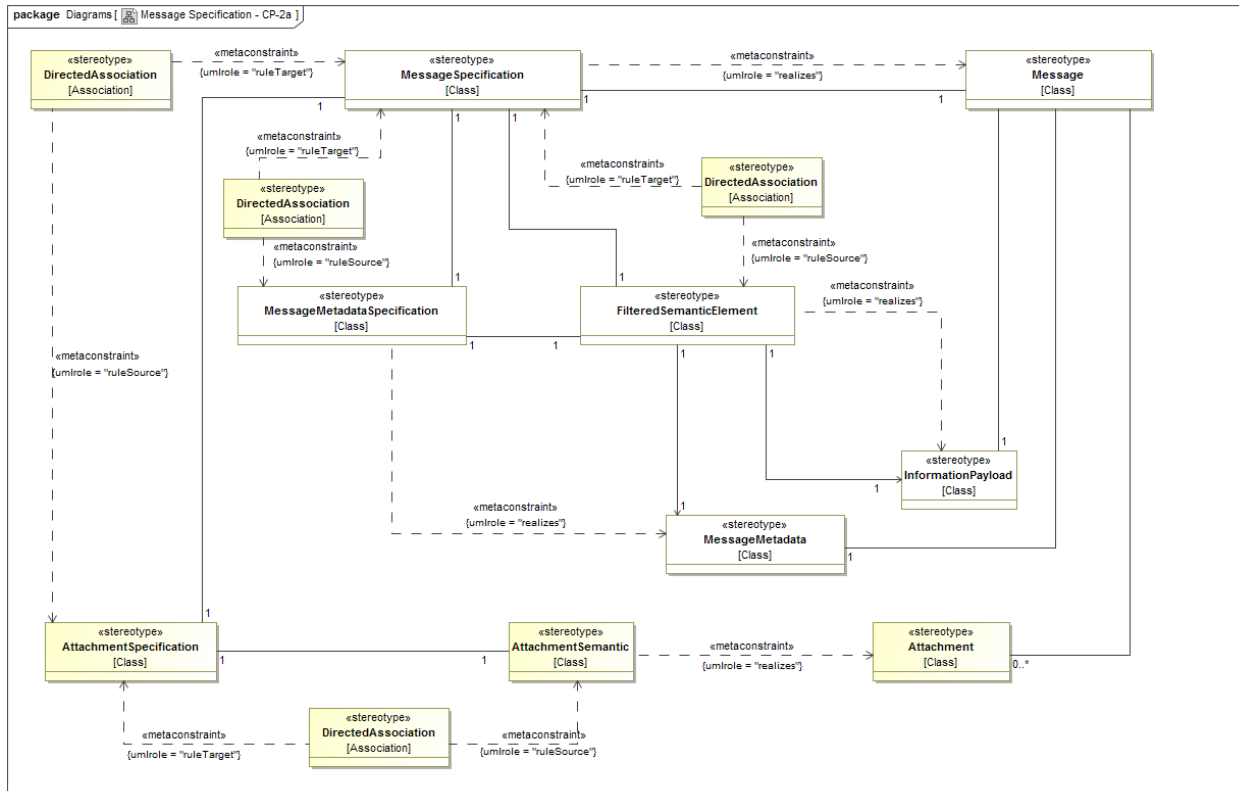 package Diagrams [ Message Specification - CP-2a ]
«stereotype»
DirectedAssociation
[Association]
«metaconstraint»
{umlrole = "ruleTarget"}
«stereotype»
MessageSpecification
[Class]
«metaconstraint»
{umlrole = "realizes"}
«stereotype»
Message
[Class]
1
1
1
1
1
«metaconstraint»
{umlrole = "ruleTarget"}
«metaconstraint»
{umlrole = "ruleTarget"}
«stereotype»
DirectedAssociation
[Association]
«stereotype»
DirectedAssociation
[Association]
«metaconstraint»
{umlrole = "ruleSource"}
«metaconstraint»
{umlrole = "ruleSource"}
1
1
«stereotype»
MessageMetadataSpecification
[Class]
«stereotype»
FilteredSemanticElement
[Class]
«metaconstraint»
{umlrole = "realizes"}
1
1
1
1
«metaconstraint»
{umlrole = "ruleSource"}
1
«stereotype»
InformationPayload
[Class]
1
«metaconstraint»
{umlrole = "realizes"}
1
«stereotype»
MessageMetadata
[Class]
1
1
«stereotype»
AttachmentSpecification
[Class]
1
1
«stereotype»
AttachmentSemantic
[Class]
«metaconstraint»
{umlrole = "realizes"}
«stereotype»
Attachment
[Class]
0..*
«metaconstraint»
{umlrole = "ruleTarget"}
«stereotype»
DirectedAssociation
[Association]
«metaconstraint»
{umlrole = "ruleSource"}